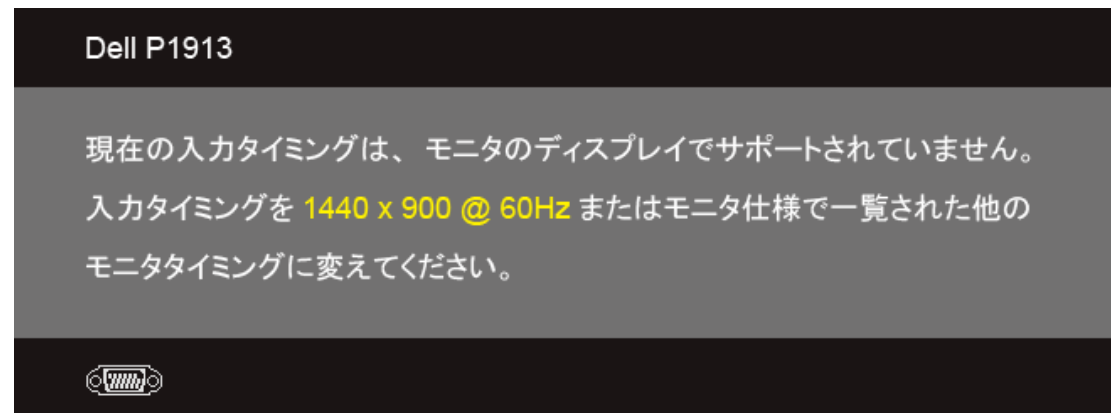 Dell P1913
現在の入力タイミングは、モニタのディスプレイでサポートされていません。
入力タイミングを 1440 x 900 @ 60Hz またはモニタ仕様で一覧された他の
モニタタイミングに変えてください。